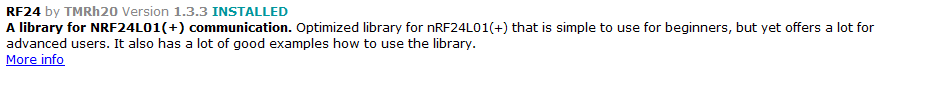 RF24 by TMRh20 Version 1.3.3 INSTALLED
A library for NRF24L01(+) communication. Optimized library for nRF24L01(+) that is simple to use for beginners, but yet offers a lot for
advanced users. It also has a lot of good examples how to use the library.
More info